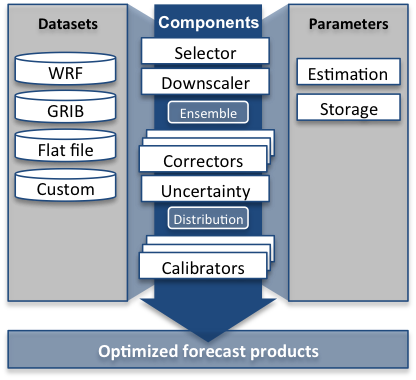 Datasets
WRF
GRIB
Flat file
Custom
Components
Selector
Downscaler
Ensemble
Correctors
Uncertainty
Distribution
Calibrators
Parameters
Estimation
Storage
Optimized forecast products